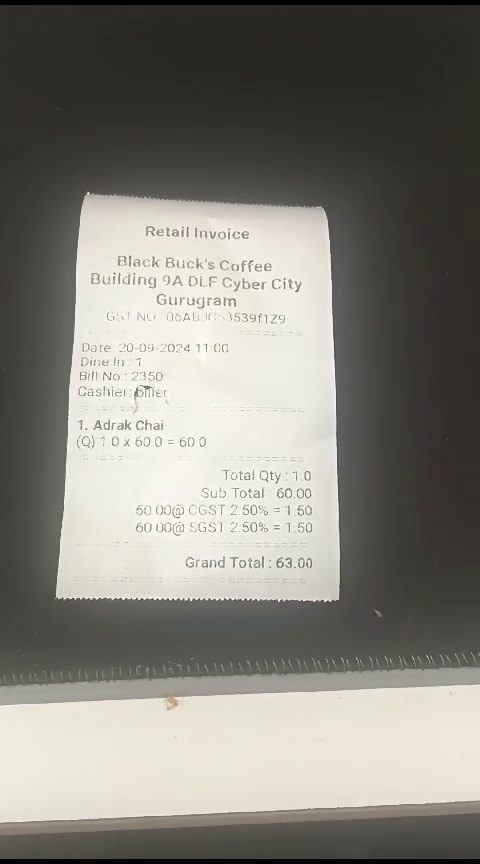 Retail Invoice
Black Buck's Coffee
Building 9A DLF Cyber City
Gurugram
GST NO
Date: 20-09-2024 11:00
Dine In : 1
Bill No : 2350
Cashier: biller
1. Adrak Chai
(Q) 1.0 x 60.0 = 60.0
Total Qty : 1.0
Sub Total : 60.00
60.00@ CGST 2.50% = 1.50
60.00@ SGST 2.50% = 1.50
Grand Total : 63.00